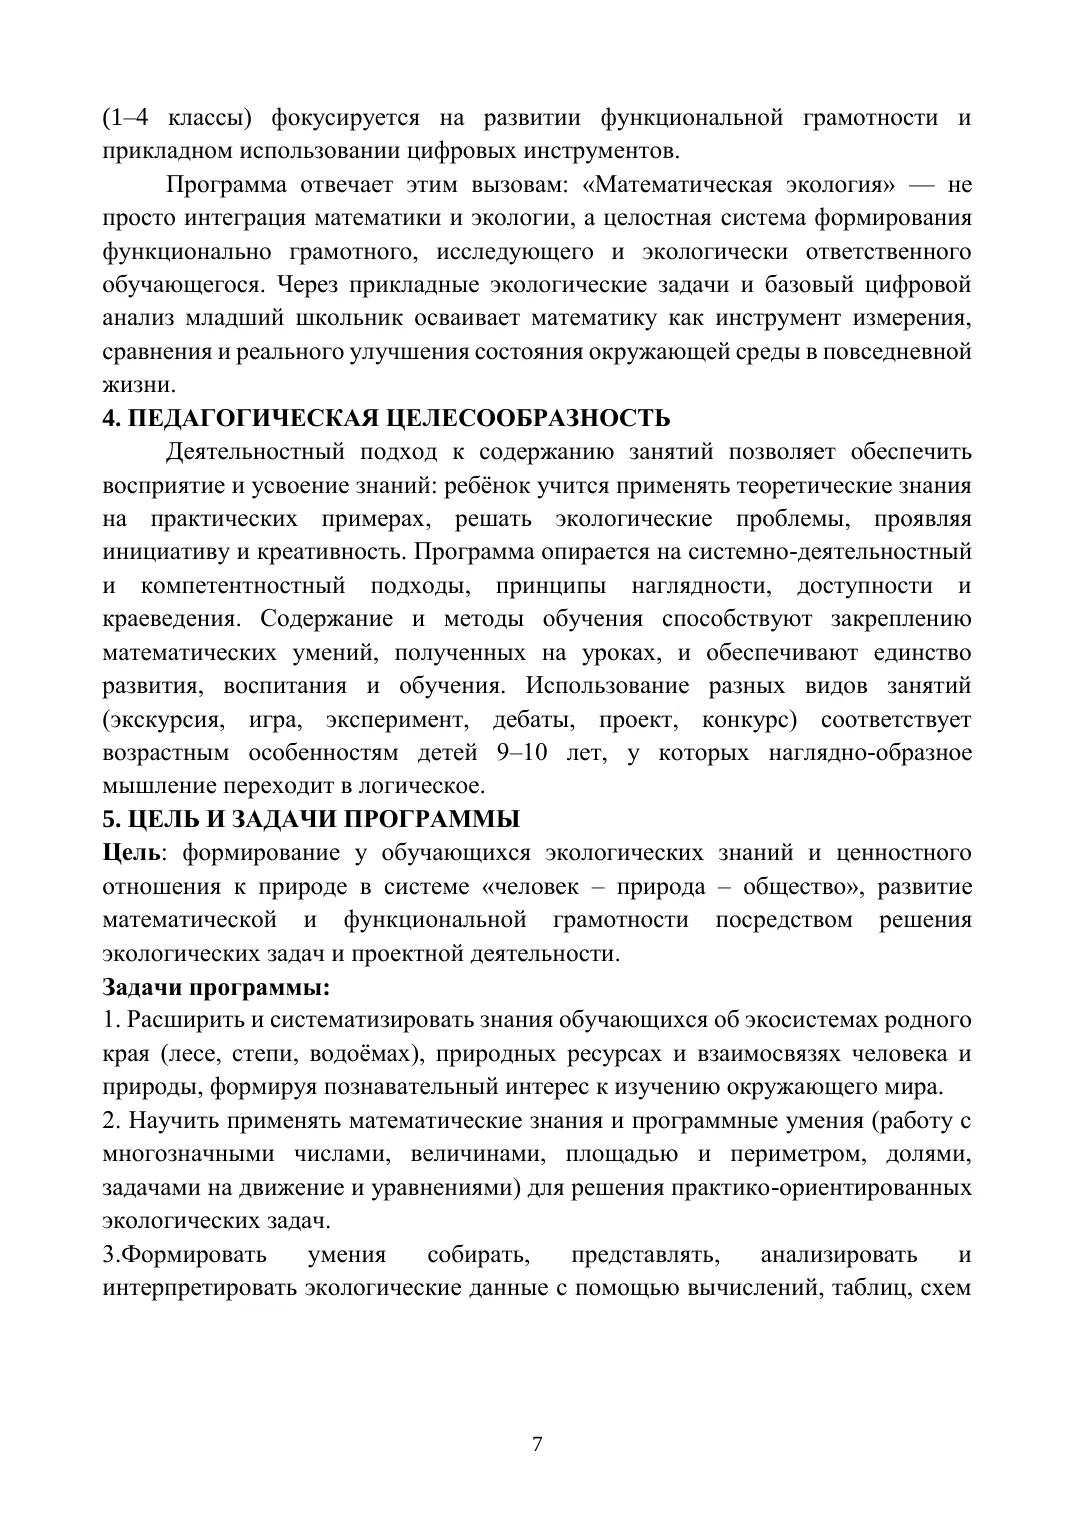 (1–4 классы) фокусируется на развитии функциональной грамотности и
прикладном использовании цифровых инструментов.
Программа отвечает этим вызовам: «Математическая экология» — не
просто интеграция математики и экологии, а целостная система формирования
функционально грамотного, исследующего и экологически ответственного
обучающегося. Через прикладные экологические задачи и базовый цифровой
анализ младший школьник осваивает математику как инструмент измерения,
сравнения и реального улучшения состояния окружающей среды в повседневной
жизни.
4. ПЕДАГОГИЧЕСКАЯ ЦЕЛЕСООБРАЗНОСТЬ
Деятельностный подход к содержанию занятий позволяет обеспечить
восприятие и усвоение знаний: ребёнок учится применять теоретические знания
на практических примерах, решать экологические проблемы, проявляя
инициативу и креативность. Программа опирается на системно-деятельностный
и компетентностный подходы, принципы наглядности, доступности и
краеведения. Содержание и методы обучения способствуют закреплению
математических умений, полученных на уроках, и обеспечивают единство
развития, воспитания и обучения. Использование разных видов занятий
(экскурсия, игра, эксперимент, дебаты, проект, конкурс) соответствует
возрастным особенностям детей 9–10 лет, у которых наглядно-образное
мышление переходит в логическое.
5. ЦЕЛЬ И ЗАДАЧИ ПРОГРАММЫ
Цель: формирование у обучающихся экологических знаний и ценностного
отношения к природе в системе «человек – природа – общество», развитие
математической и функциональной грамотности посредством решения
экологических задач и проектной деятельности.
Задачи программы:
1. Расширить и систематизировать знания обучающихся об экосистемах родного
края (лесе, степи, водоёмах), природных ресурсах и взаимосвязях человека и
природы, формируя познавательный интерес к изучению окружающего мира.
2. Научить применять математические знания и программные умения (работу с
многозначными числами, величинами, площадью и периметром, долями,
задачами на движение и уравнениями) для решения практико-ориентированных
экологических задач.
3.Формировать умения собирать, представлять, анализировать и
интерпретировать экологические данные с помощью вычислений, таблиц, схем
7